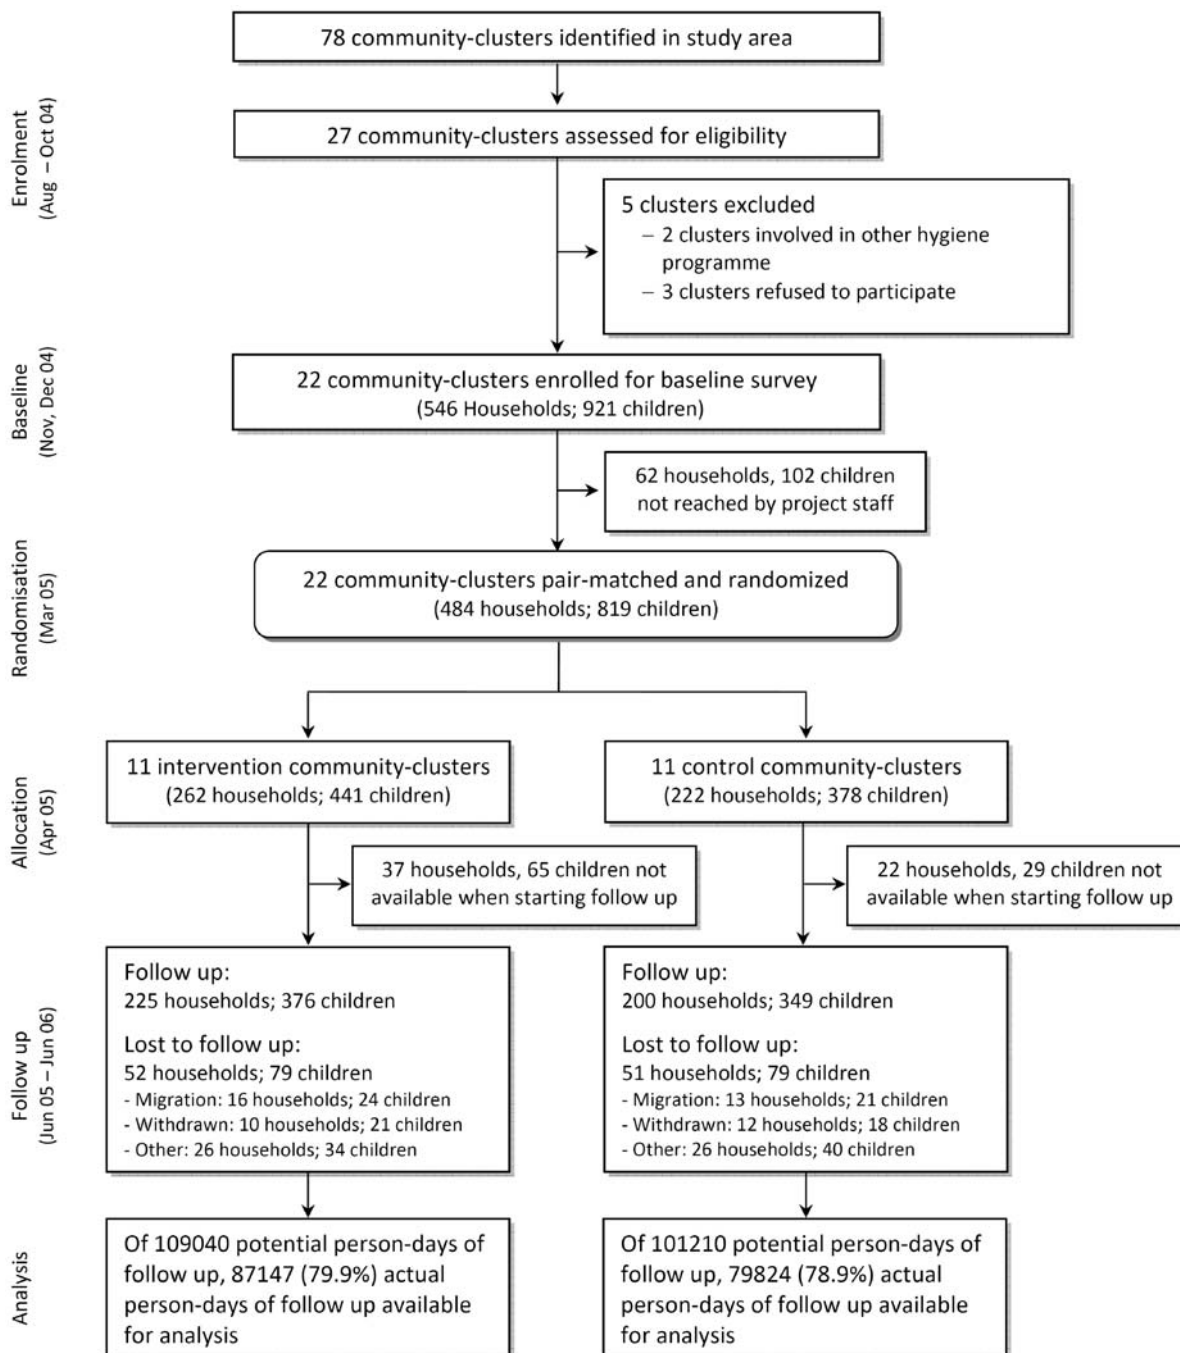 78 community-clusters identified in study area
Enrolment
(Aug – Oct 04)
27 community-clusters assessed for eligibility
5 clusters excluded
– 2 clusters involved in other hygiene
programme
– 3 clusters refused to participate
Baseline
(Nov, Dec 04)
22 community-clusters enrolled for baseline survey
(546 Households; 921 children)
62 households, 102 children
not reached by project staff
Randomisation
(Mar 05)
22 community-clusters pair-matched and randomized
(484 households; 819 children)
Allocation
(Apr 05)
11 intervention community-clusters
(262 households; 441 children)
11 control community-clusters
(222 households; 378 children)
37 households, 65 children not
available when starting follow up
22 households, 29 children not
available when starting follow up
Follow up
(Jun 05 – Jun 06)
Follow up:
225 households; 376 children
Lost to follow up:
52 households; 79 children
- Migration: 16 households; 24 children
- Withdrawn: 10 households; 21 children
- Other: 26 households; 34 children
Follow up:
200 households; 349 children
Lost to follow up:
51 households; 79 children
- Migration: 13 households; 21 children
- Withdrawn: 12 households; 18 children
- Other: 26 households; 40 children
Analysis
Of 109040 potential person-days of
follow up, 87147 (79.9%) actual
person-days of follow up available
for analysis
Of 101210 potential person-days of
follow up, 79824 (78.9%) actual
person-days of follow up available
for analysis